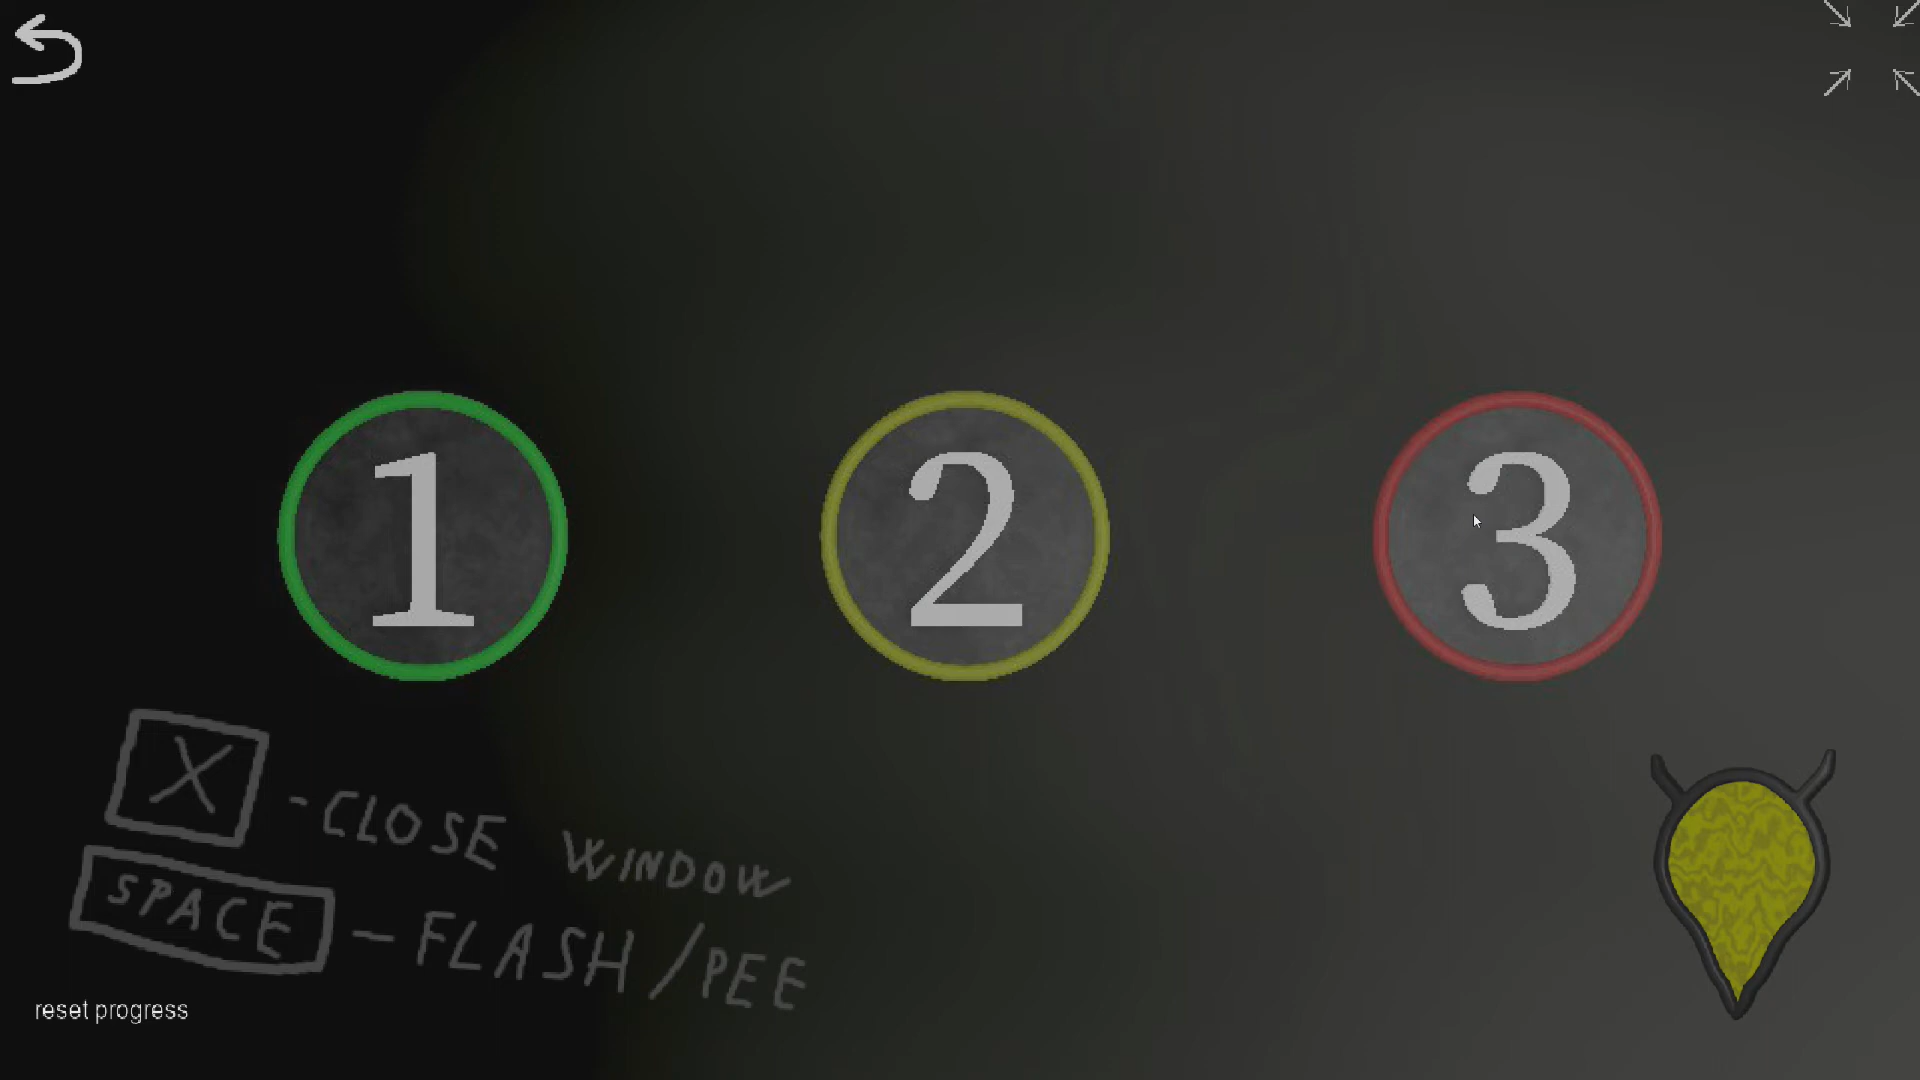 1 2 3
X - CLOSE WINDOW
SPACE - FLASH/PEE
reset progress